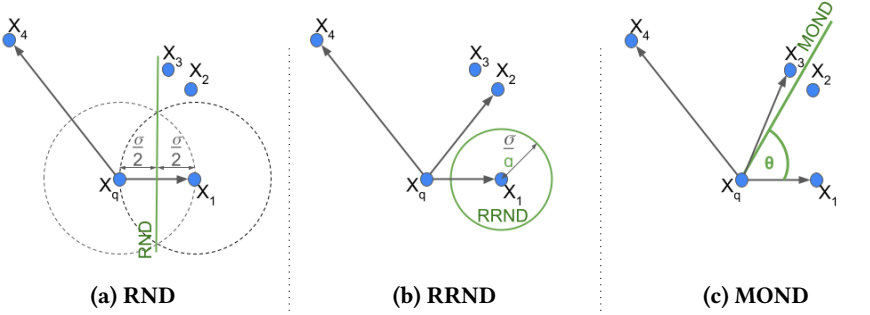 X4
X3
X2
σ/2 σ/2
Xq
X1
RND
(a) RND
X4
X3
X2
σ/α
Xq
X1
RRND
(b) RRND
MOND
X4
X3
X2
θ
Xq
X1
(c) MOND